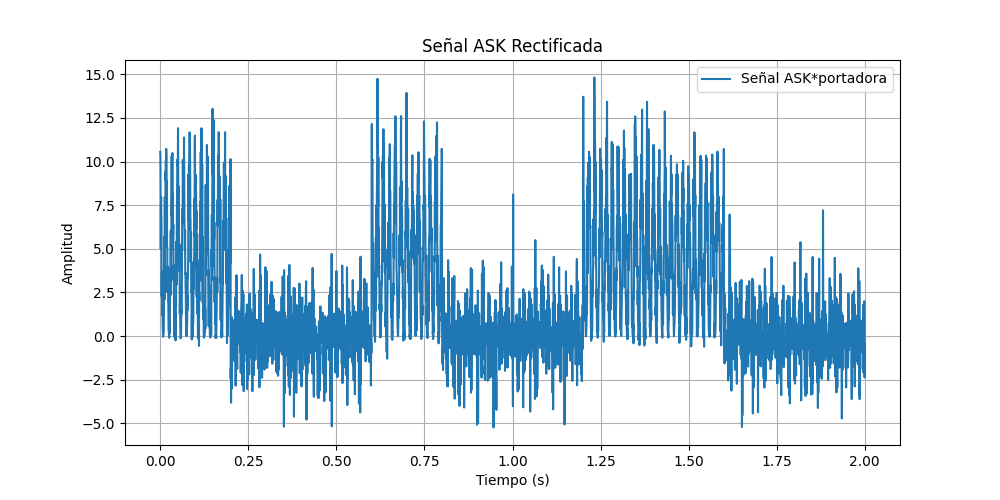 Señal ASK Rectificada
Señal ASK*portadora
15.0
12.5
10.0
7.5
5.0
2.5
0.0
−2.5
−5.0
Amplitud
0.00 0.25 0.50 0.75 1.00 1.25 1.50 1.75 2.00
Tiempo (s)